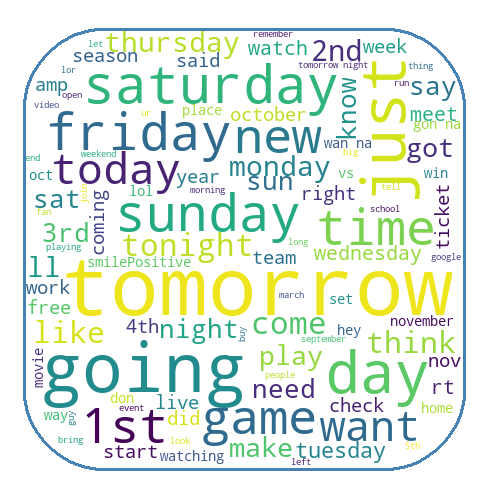 remember
let
thursday
watch
2nd
week
season
said
lor
tomorrow night
thing
amp
saturday
just
run
say
open
place
october
know
video
friday
new
meet
ur
wan na
gon na
today
monday
big
got
end
weekend
vs
oct
year
sun
win
lol
right
tell
sat
join
morning
ticket
school
fan
sunday
time
3rd
coming
tonight
playing
long
wednesday
ll
smilePositive
team
google
work
tomorrow
march
set
free
november
4th
night
come
hey
like
buy
september
think
movie
play
nov
going
people
day
rt
need
way
don
live
check
home
guy
event
did
game
want
1st
look
5th
bring
start
make
tuesday
watching
left